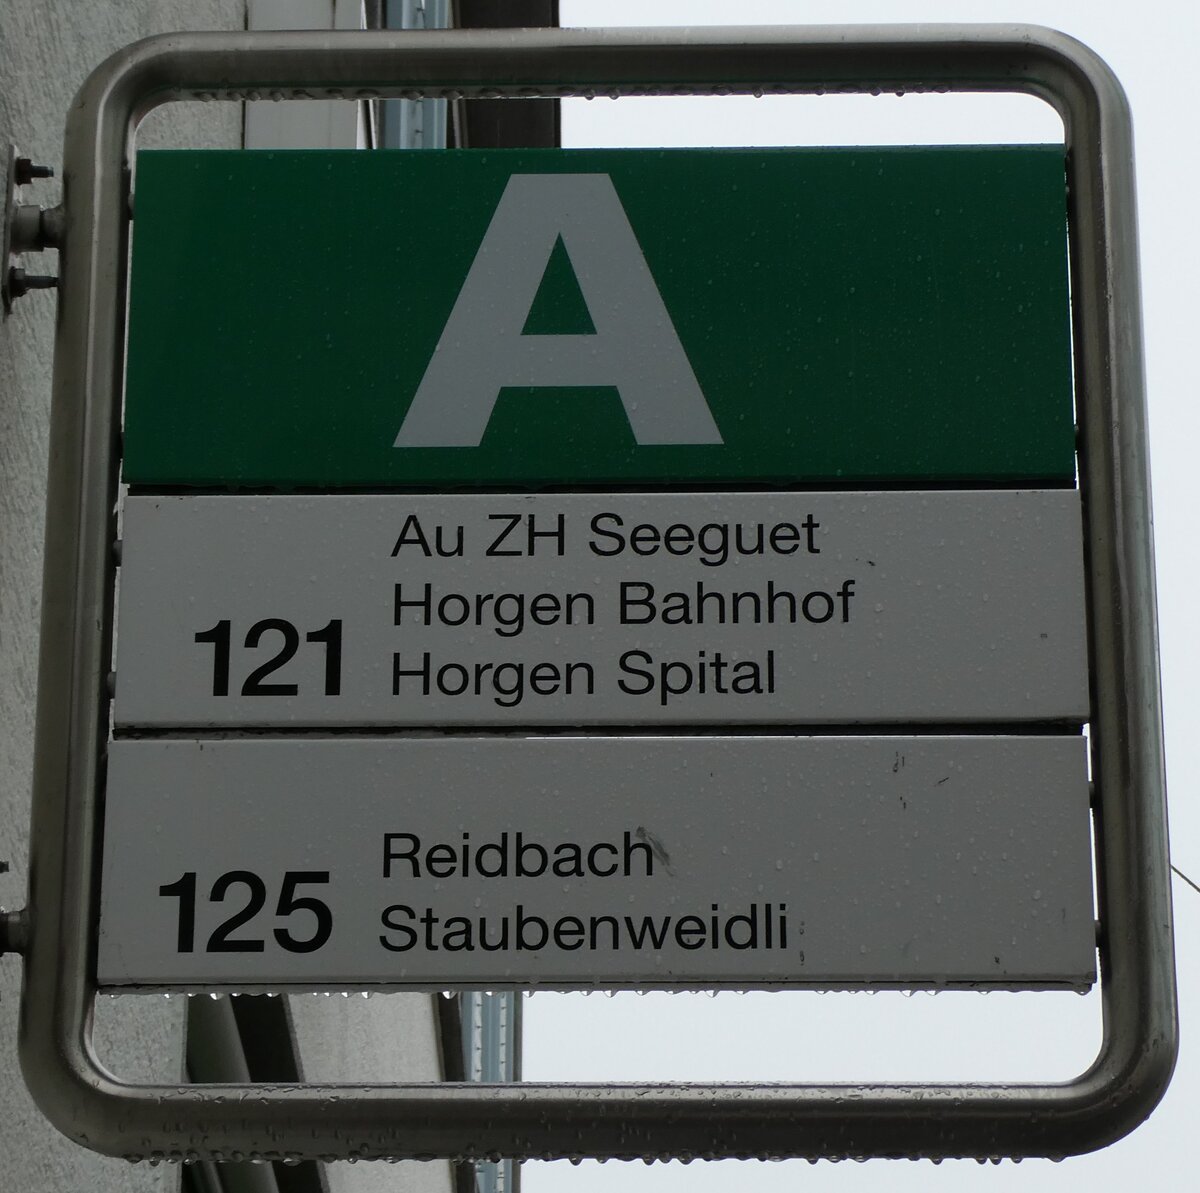 A
121 Au ZH Seeguet
Horgen Bahnhof
Horgen Spital
125 Reidbach
Staubenweidli